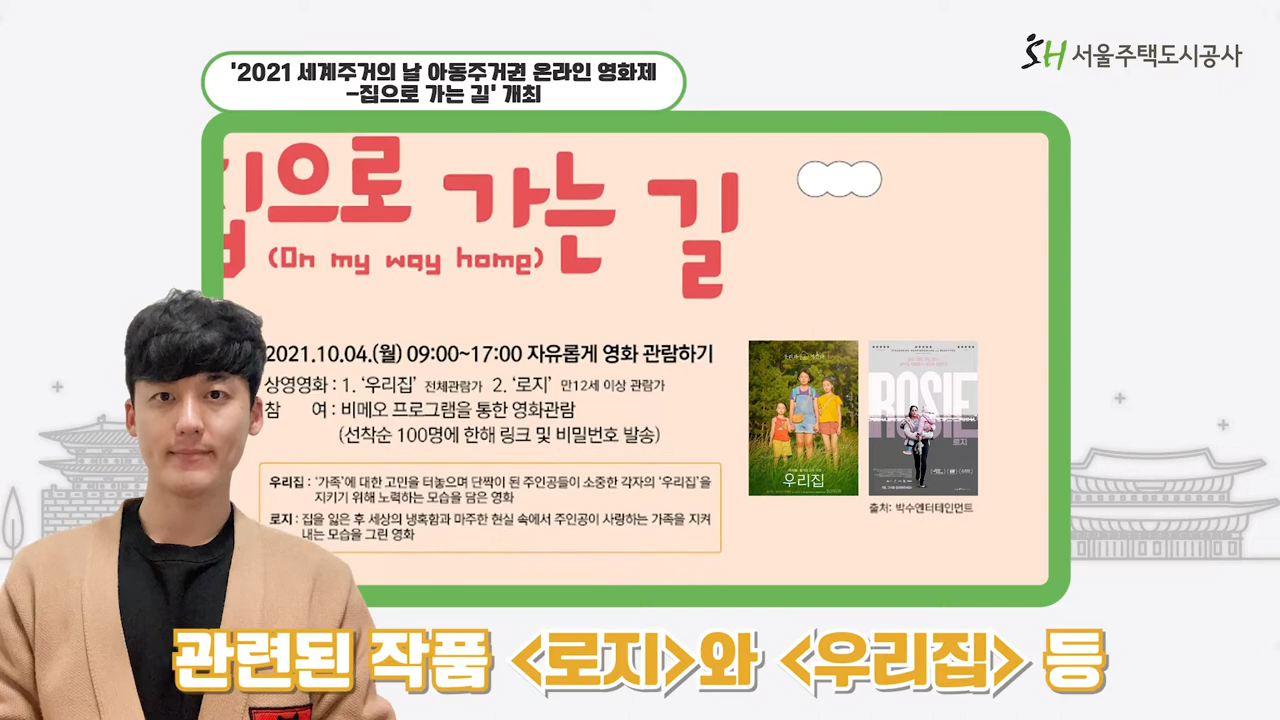 SH 서울주택도시공사
'2021 세계주거의 날 아동주거권 온라인 영화제
-집으로 가는 길' 개최
집으로 가는 길
(On my way home)
2021.10.04.(월) 09:00~17:00 자유롭게 영화 관람하기
상영영화 : 1. '우리집' 전체관람가 2. '로지' 만12세 이상 관람가
참 여 : 비메오 프로그램을 통한 영화관람
(선착순 100명에 한해 링크 및 비밀번호 발송)
우리집 : '가족'에 대한 고민을 터놓으며 단짝이 된 주인공들이 소중한 각자의 '우리집'을
지키기 위해 노력하는 모습을 담은 영화
로지 : 집을 잃은 후 세상의 냉혹함과 마주한 현실 속에서 주인공이 사랑하는 가족을 지켜
내는 모습을 그린 영화
우리집
ROSIE
로지
출처: 박수엔터테인먼트
관련된 작품 <로지>와 <우리집> 등